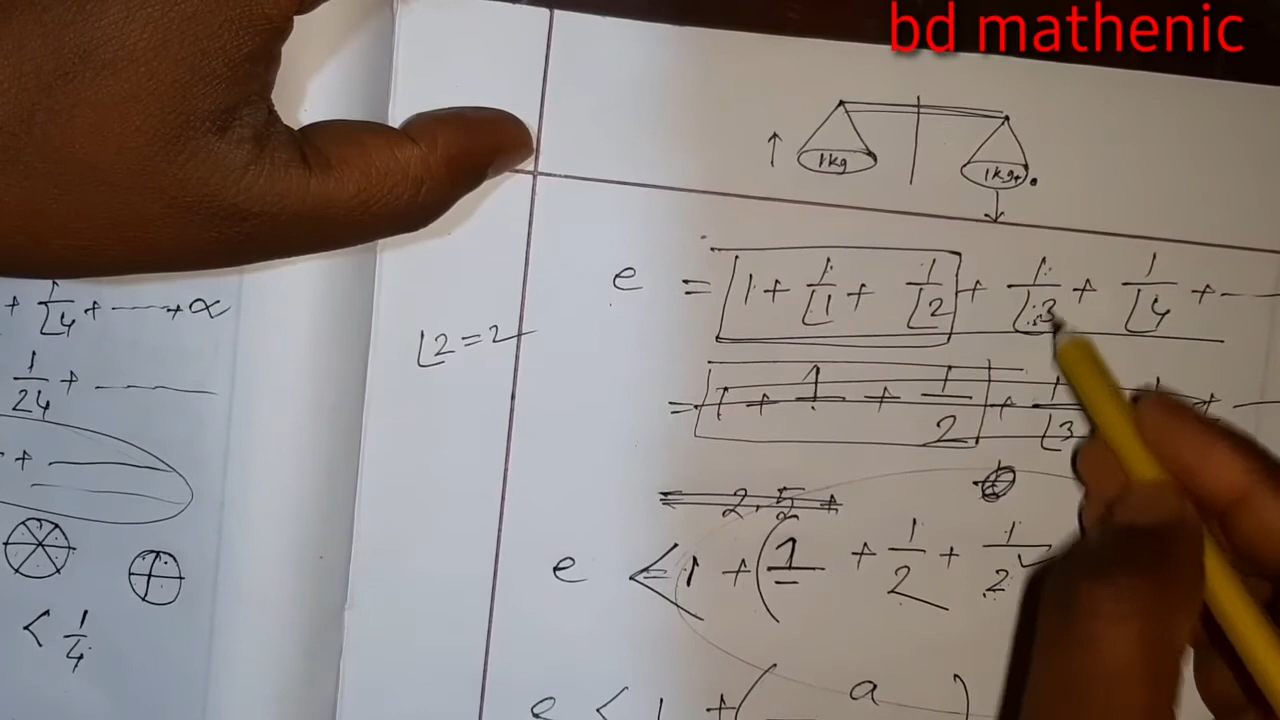 bd mathenic
1kg 1kg+
e = 1 + 1/⌊1 + 1/⌊2 + 1/⌊3 + 1/⌊4 + ----
⌊2 = 2
= 1 + 1 + 1/2 + 1/⌊3
= 2.5 +
e < 1 + (1 + 1/2 + 1/2
e < 1 + ( a )
+ 1/⌊4 + --- + ∝
1/24 + ------
+ ------
< 1/4